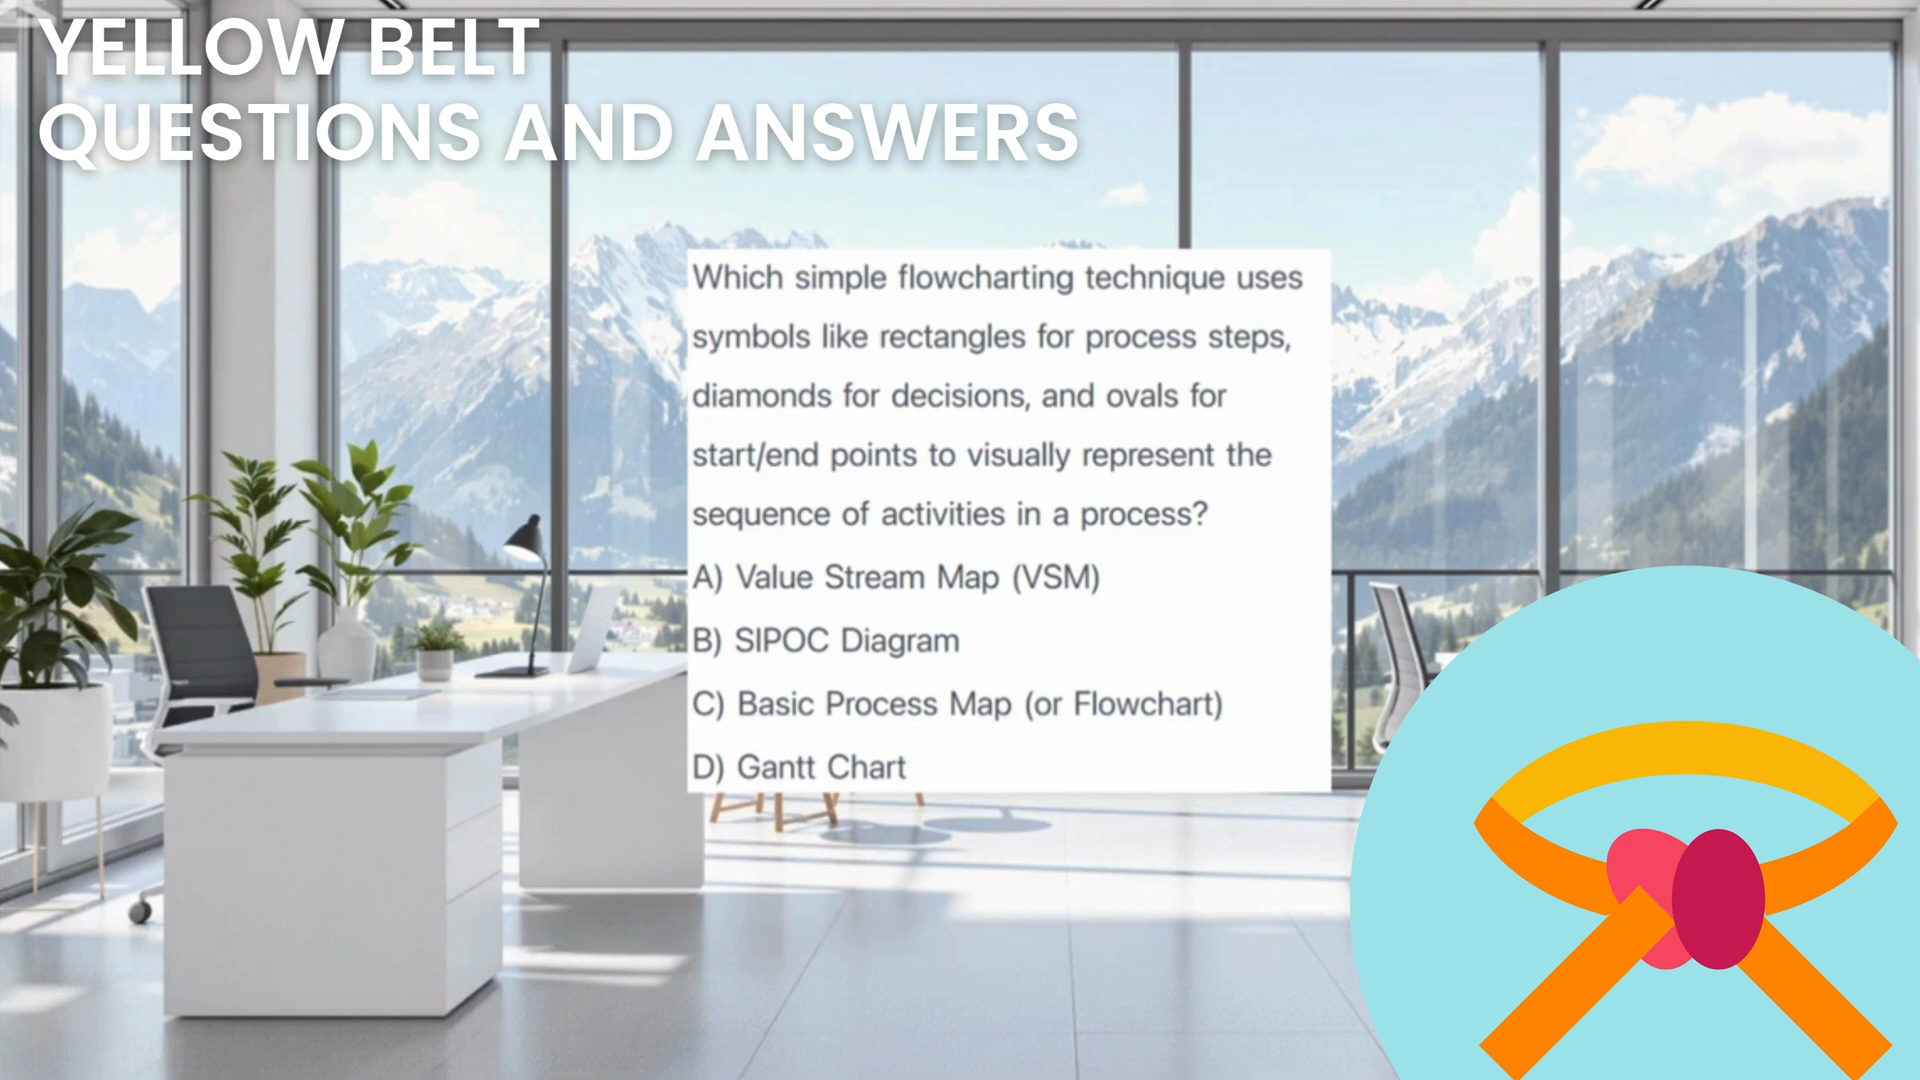 YELLOW BELT
QUESTIONS AND ANSWERS
Which simple flowcharting technique uses
symbols like rectangles for process steps,
diamonds for decisions, and ovals for
start/end points to visually represent the
sequence of activities in a process?
A) Value Stream Map (VSM)
B) SIPOC Diagram
C) Basic Process Map (or Flowchart)
D) Gantt Chart